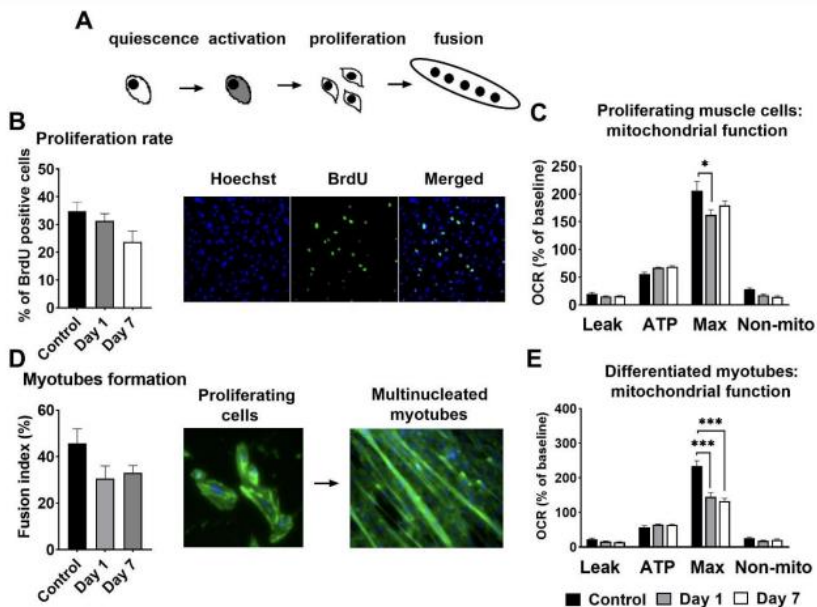 A
quiescence activation proliferation fusion
B
Proliferation rate
% of BrdU positive cells
50
40
30
20
10
0
Control
Day 1
Day 7
Hoechst BrdU Merged
C
Proliferating muscle cells:
mitochondrial function
OCR (% of baseline)
250
200
150
100
50
0
*
Leak ATP Max Non-mito
D
Myotubes formation
Fusion index (%)
60
40
20
0
Control
Day 1
Day 7
Proliferating
cells
Multinucleated
myotubes
E
Differentiated myotubes:
mitochondrial function
OCR (% of baseline)
400
300
200
100
0
***
***
Leak ATP Max Non-mito
Control Day 1 Day 7